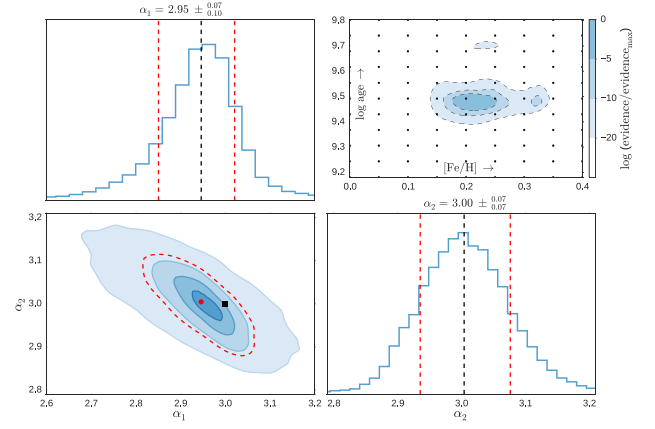 α₁ = 2.95 ± 0.07 0.10
9,8
9.7
9.6
9.5
9.4
9.3
9.2
log age →
[Fe/H] →
0.0 0.1 0.2 0.3 0.4
0
−5
−10
−15
−20
log (evidence/evidence_max)
3,2
3.1
3.0
2.9
2.8
α₂
2.6 2.7 2.8 2.9 3.0 3.1 3.2
α₁
α₂ = 3.00 ± 0.07 0.07
2.8 2.9 3.0 3.1 3.2
α₂